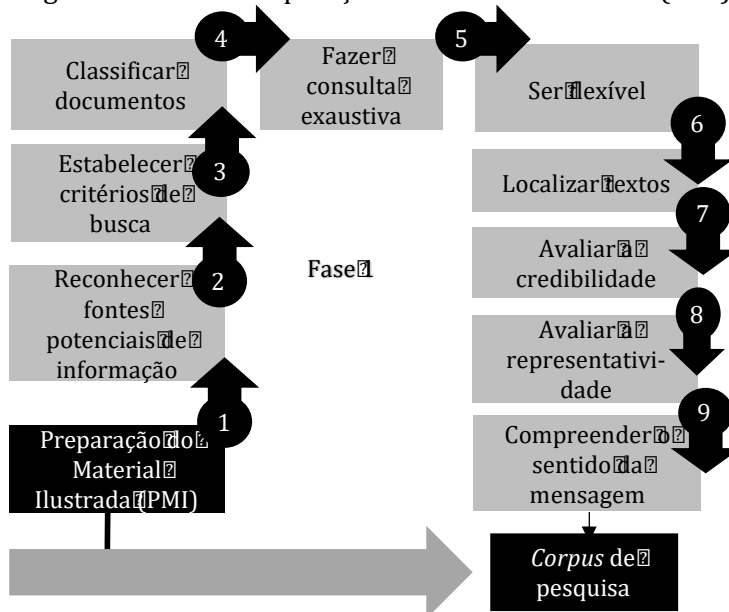 4
5
Classificar
documentos
Fazer
consulta
exaustiva
Ser flexível
6
Estabelecer
critérios de
busca
3
Localizar textos
7
Reconhecer
fontes
potenciais de
informação
2
Fase 1
Avaliar a
credibilidade
8
Avaliar a
representativi-
dade
1
9
Preparação do
Material
Ilustrada (PMI)
Compreender o
sentido da
mensagem
Corpus de
pesquisa